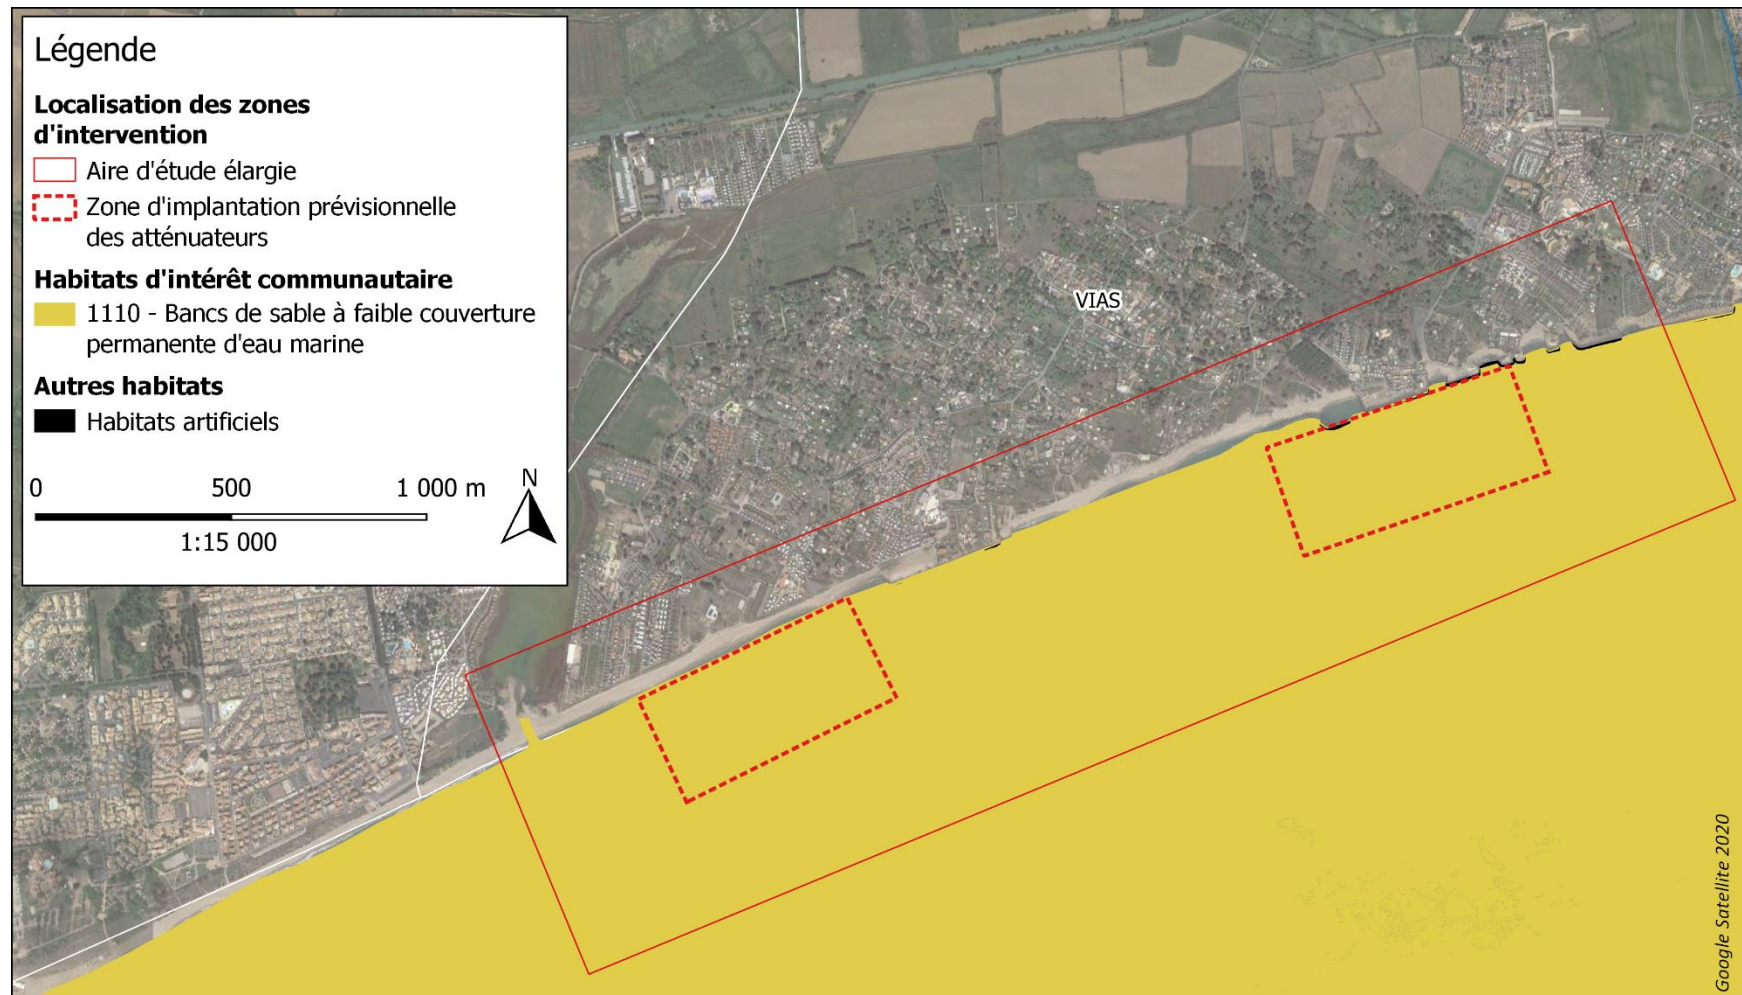 Légende
Localisation des zones
d'intervention
Aire d'étude élargie
Zone d'implantation prévisionnelle
des atténuateurs
Habitats d'intérêt communautaire
1110 - Bancs de sable à faible couverture
permanente d'eau marine
Autres habitats
Habitats artificiels
0 500 1 000 m
1:15 000
N
VIAS
Google Satellite 2020